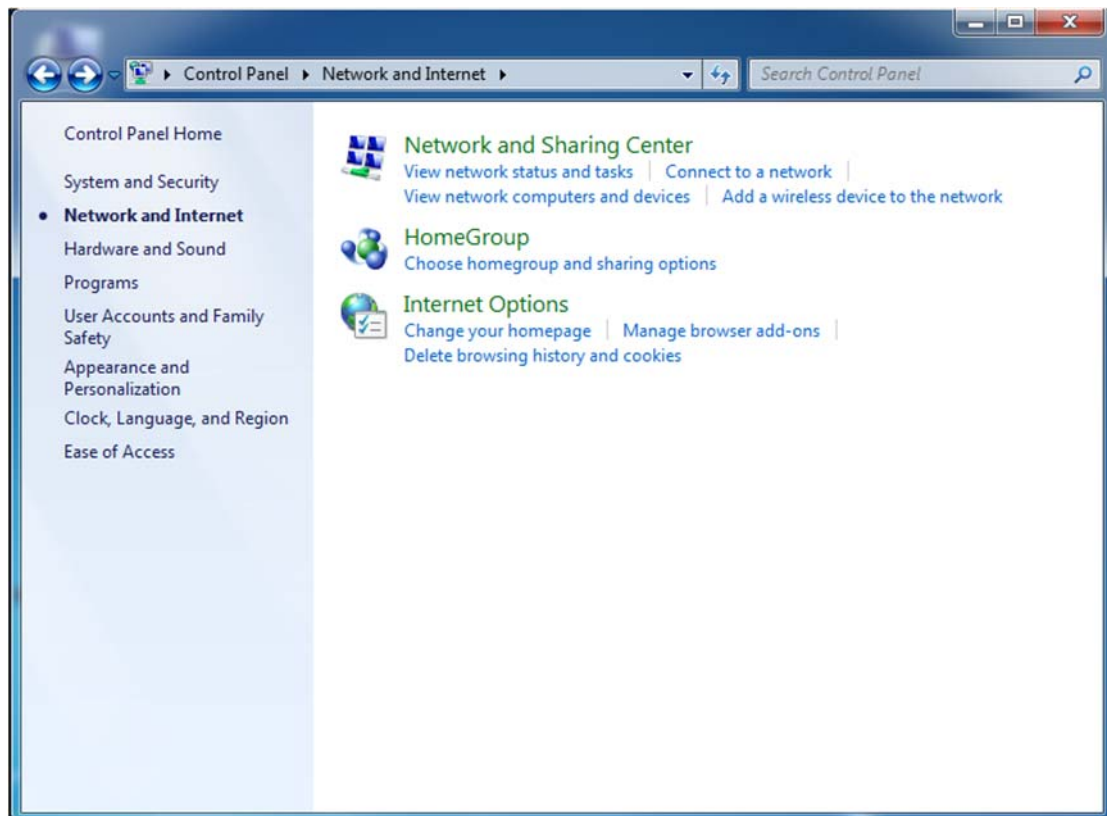 Control Panel Network and Internet Search Control Panel
Control Panel Home
System and Security
Network and Internet
Hardware and Sound
Programs
User Accounts and Family
Safety
Appearance and
Personalization
Clock, Language, and Region
Ease of Access
Network and Sharing Center
View network status and tasks Connect to a network
View network computers and devices Add a wireless device to the network
HomeGroup
Choose homegroup and sharing options
Internet Options
Change your homepage Manage browser add-ons
Delete browsing history and cookies